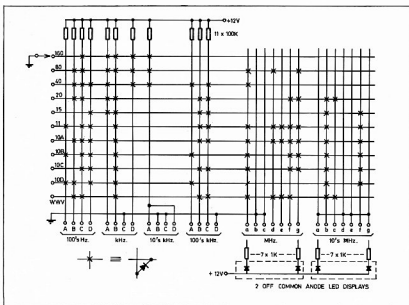 +12V
11 x 100K
160
80
40
20
15
11
10A
10B
10C
10D
WWV
A B C D A B C D A B C D A B C D a b c d e f g a b c d e f g
100's Hz. kHz. 10's kHz. 100's kHz. MHz. 10's MHz.
7 x 1K 7 x 1K
+12V
2 OFF COMMON ANODE LED DISPLAYS